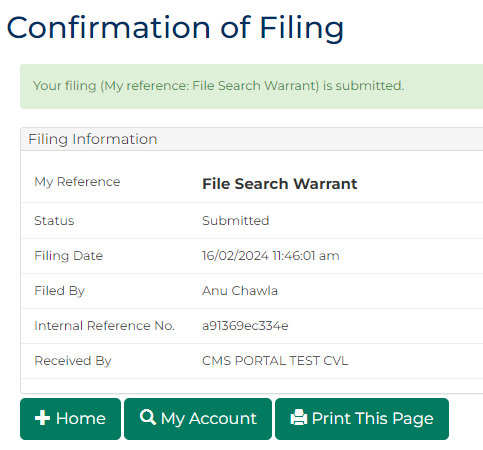 Confirmation of Filing
Your filing (My reference: File Search Warrant) is submitted.
Filing Information
My Reference File Search Warrant
Status Submitted
Filing Date 16/02/2024 11:46:01 am
Filed By Anu Chawla
Internal Reference No. a91369ec334e
Received By CMS PORTAL TEST CVL
Home My Account Print This Page